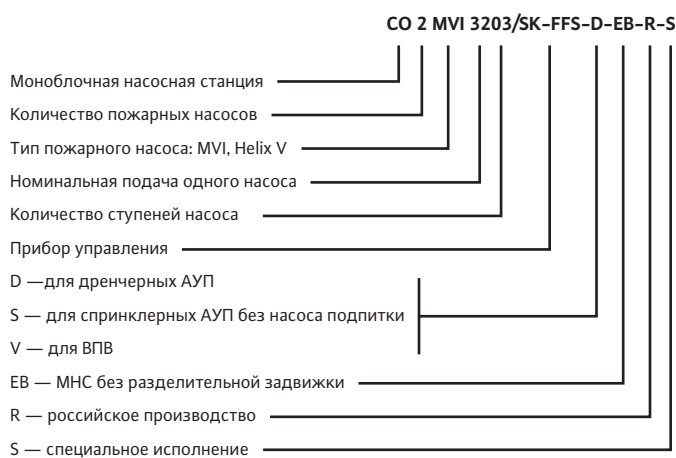 CO 2 MVI 3203/SK-FFS-D-EB-R-S
Моноблочная насосная станция
Количество пожарных насосов
Тип пожарного насоса: MVI, Helix V
Номинальная подача одного насоса
Количество ступеней насоса
Прибор управления
D —для дренчерных АУП
S — для спринклерных АУП без насоса подпитки
V — для ВПВ
EB — МНС без разделительной задвижки
R — российское производство
S — специальное исполнение